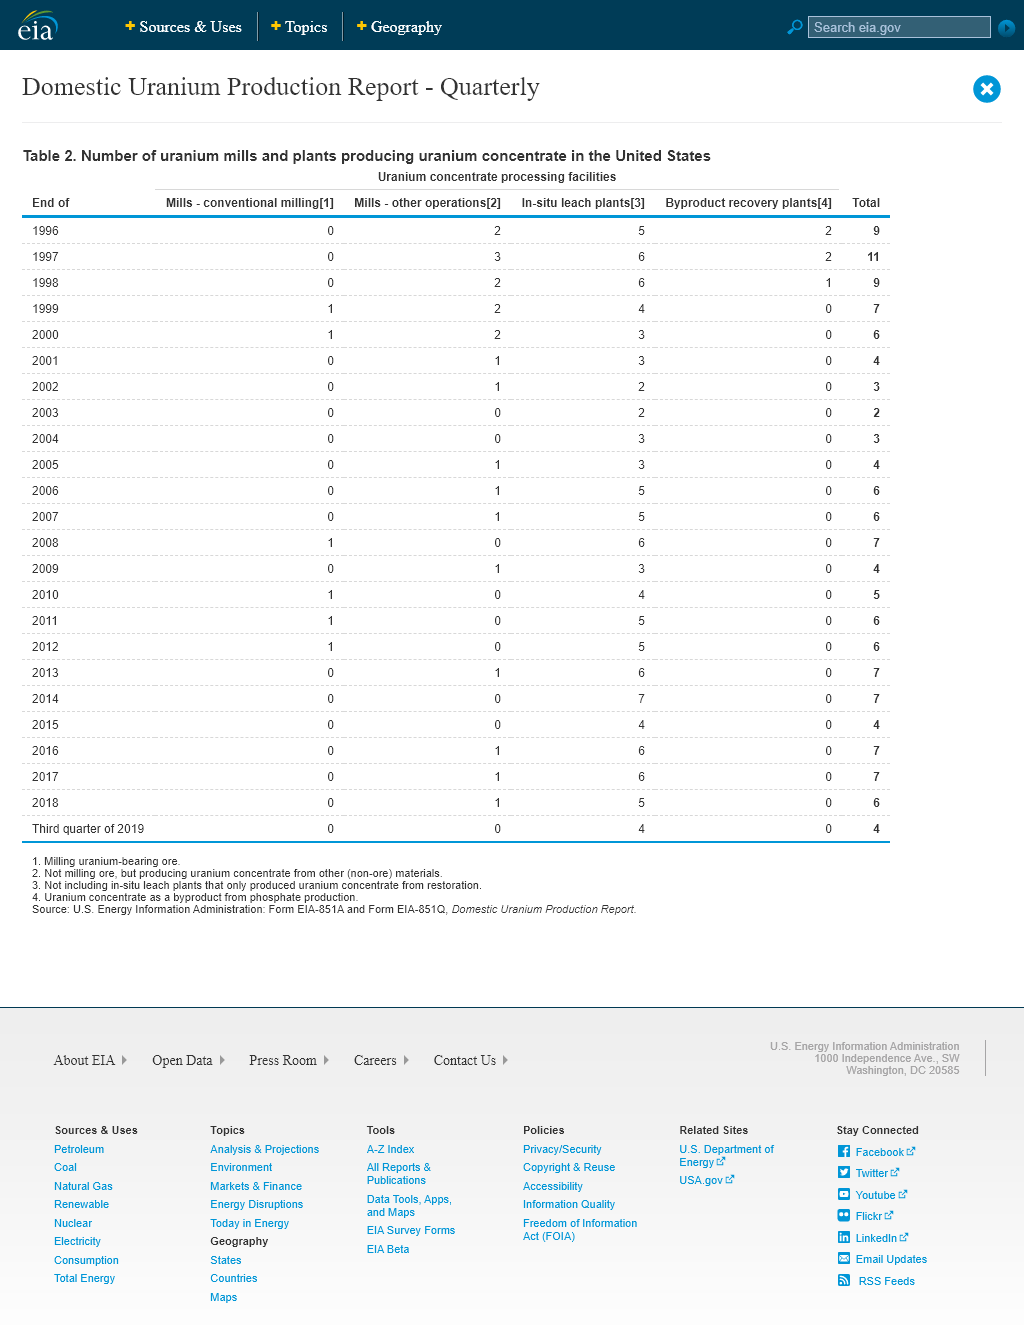 eia
Sources & Uses
Topics
Geography
Search eia.gov
Domestic Uranium Production Report - Quarterly
Table 2. Number of uranium mills and plants producing uranium concentrate in the United States
Uranium concentrate processing facilities
End of Mills - conventional milling[1] Mills - other operations[2] In-situ leach plants[3] Byproduct recovery plants[4] Total
1996 0 2 5 2 9
1997 0 3 6 2 11
1998 0 2 6 1 9
1999 1 2 4 0 7
2000 1 2 3 0 6
2001 0 1 3 0 4
2002 0 1 2 0 3
2003 0 0 2 0 2
2004 0 0 3 0 3
2005 0 1 3 0 4
2006 0 1 5 0 6
2007 0 1 5 0 6
2008 1 0 6 0 7
2009 0 1 3 0 4
2010 1 0 4 0 5
2011 1 0 5 0 6
2012 1 0 5 0 6
2013 0 1 6 0 7
2014 0 0 7 0 7
2015 0 0 4 0 4
2016 0 1 6 0 7
2017 0 1 6 0 7
2018 0 1 5 0 6
Third quarter of 2019 0 0 4 0 4
1. Milling uranium-bearing ore.
2. Not milling ore, but producing uranium concentrate from other (non-ore) materials.
3. Not including in-situ leach plants that only produced uranium concentrate from restoration.
4. Uranium concentrate as a byproduct from phosphate production.
Source: U.S. Energy Information Administration: Form EIA-851A and Form EIA-851Q, Domestic Uranium Production Report.
About EIA
Open Data
Press Room
Careers
Contact Us
U.S. Energy Information Administration
1000 Independence Ave., SW
Washington, DC 20585
Sources & Uses
Petroleum
Coal
Natural Gas
Renewable
Nuclear
Electricity
Consumption
Total Energy
Topics
Analysis & Projections
Environment
Markets & Finance
Energy Disruptions
Today in Energy
Geography
States
Countries
Maps
Tools
A-Z Index
All Reports &
Publications
Data Tools, Apps,
and Maps
EIA Survey Forms
EIA Beta
Policies
Privacy/Security
Copyright & Reuse
Accessibility
Information Quality
Freedom of Information
Act (FOIA)
Related Sites
U.S. Department of
Energy
USA.gov
Stay Connected
Facebook
Twitter
Youtube
Flickr
LinkedIn
Email Updates
RSS Feeds